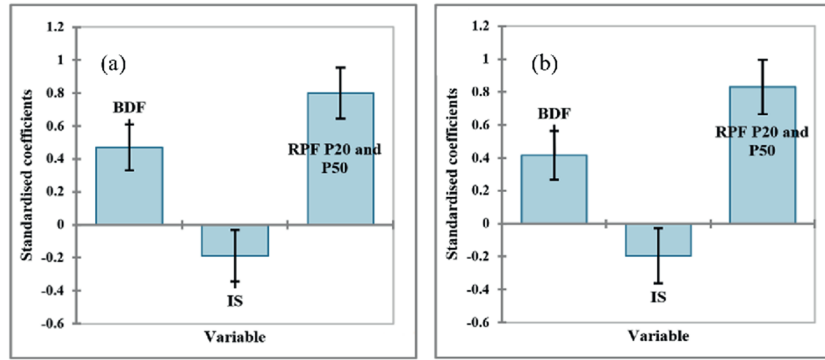 1.2
1
0.8
0.6
0.4
0.2
0
-0.2
-0.4
-0.6
Standardised coefficients
(a)
BDF
RPF P20 and
P50
IS
Variable
1.2
1
0.8
0.6
0.4
0.2
0
-0.2
-0.4
-0.6
Standardised coefficients
(b)
BDF
RPF P20 and
P50
IS
Variable